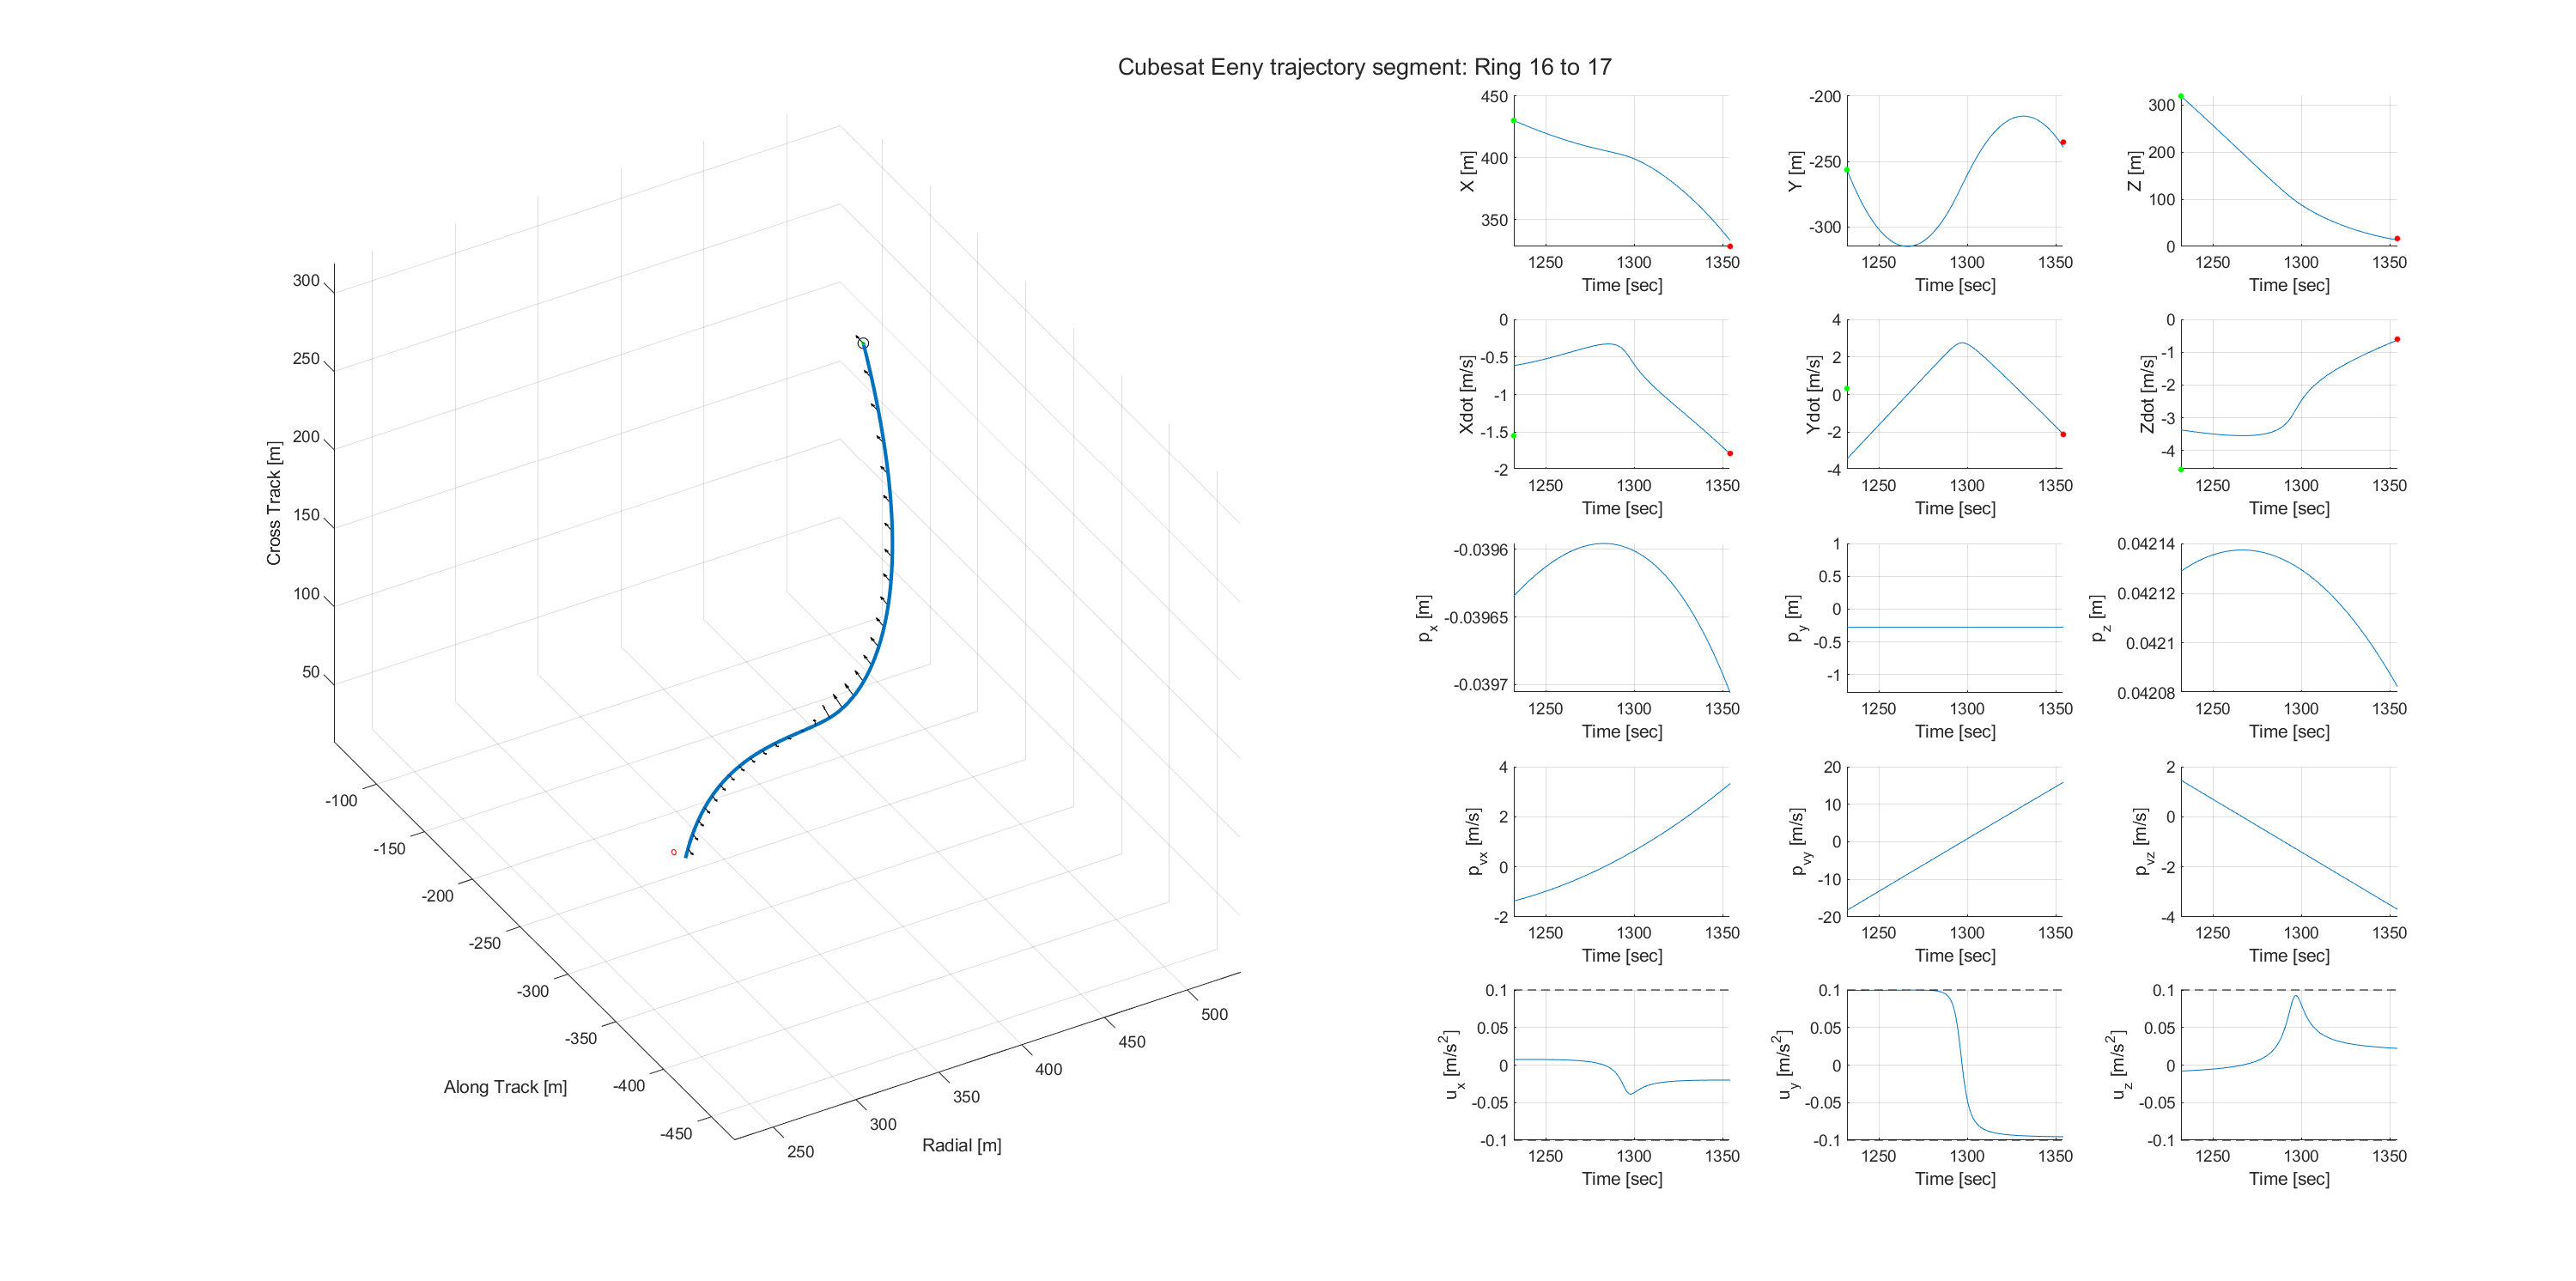 Cubesat Eeny trajectory segment: Ring 16 to 17
300
250
200
150
100
50
Cross Track [m]
-100
-150
-200
-250
-300
-350
-400
-450
Along Track [m]
250
300
350
400
450
500
Radial [m]
450
400
350
X [m]
1250 1300 1350
Time [sec]
-200
-250
-300
Y [m]
1250 1300 1350
Time [sec]
300
200
100
0
Z [m]
1250 1300 1350
Time [sec]
0
-0.5
-1
-1.5
-2
Xdot [m/s]
1250 1300 1350
Time [sec]
4
2
0
-2
-4
Ydot [m/s]
1250 1300 1350
Time [sec]
0
-1
-2
-3
-4
Zdot [m/s]
1250 1300 1350
Time [sec]
-0.0396
-0.03965
-0.0397
p_x [m]
1250 1300 1350
Time [sec]
1
0.5
0
-0.5
-1
p_y [m]
1250 1300 1350
Time [sec]
0.04214
0.04212
0.0421
0.04208
p_z [m]
1250 1300 1350
Time [sec]
4
2
0
-2
p_vx [m/s]
1250 1300 1350
Time [sec]
20
10
0
-10
-20
p_vy [m/s]
1250 1300 1350
Time [sec]
2
0
-2
-4
p_vz [m/s]
1250 1300 1350
Time [sec]
0.1
0.05
0
-0.05
-0.1
u_x [m/s²]
1250 1300 1350
Time [sec]
0.1
0.05
0
-0.05
-0.1
u_y [m/s²]
1250 1300 1350
Time [sec]
0.1
0.05
0
-0.05
-0.1
u_z [m/s²]
1250 1300 1350
Time [sec]